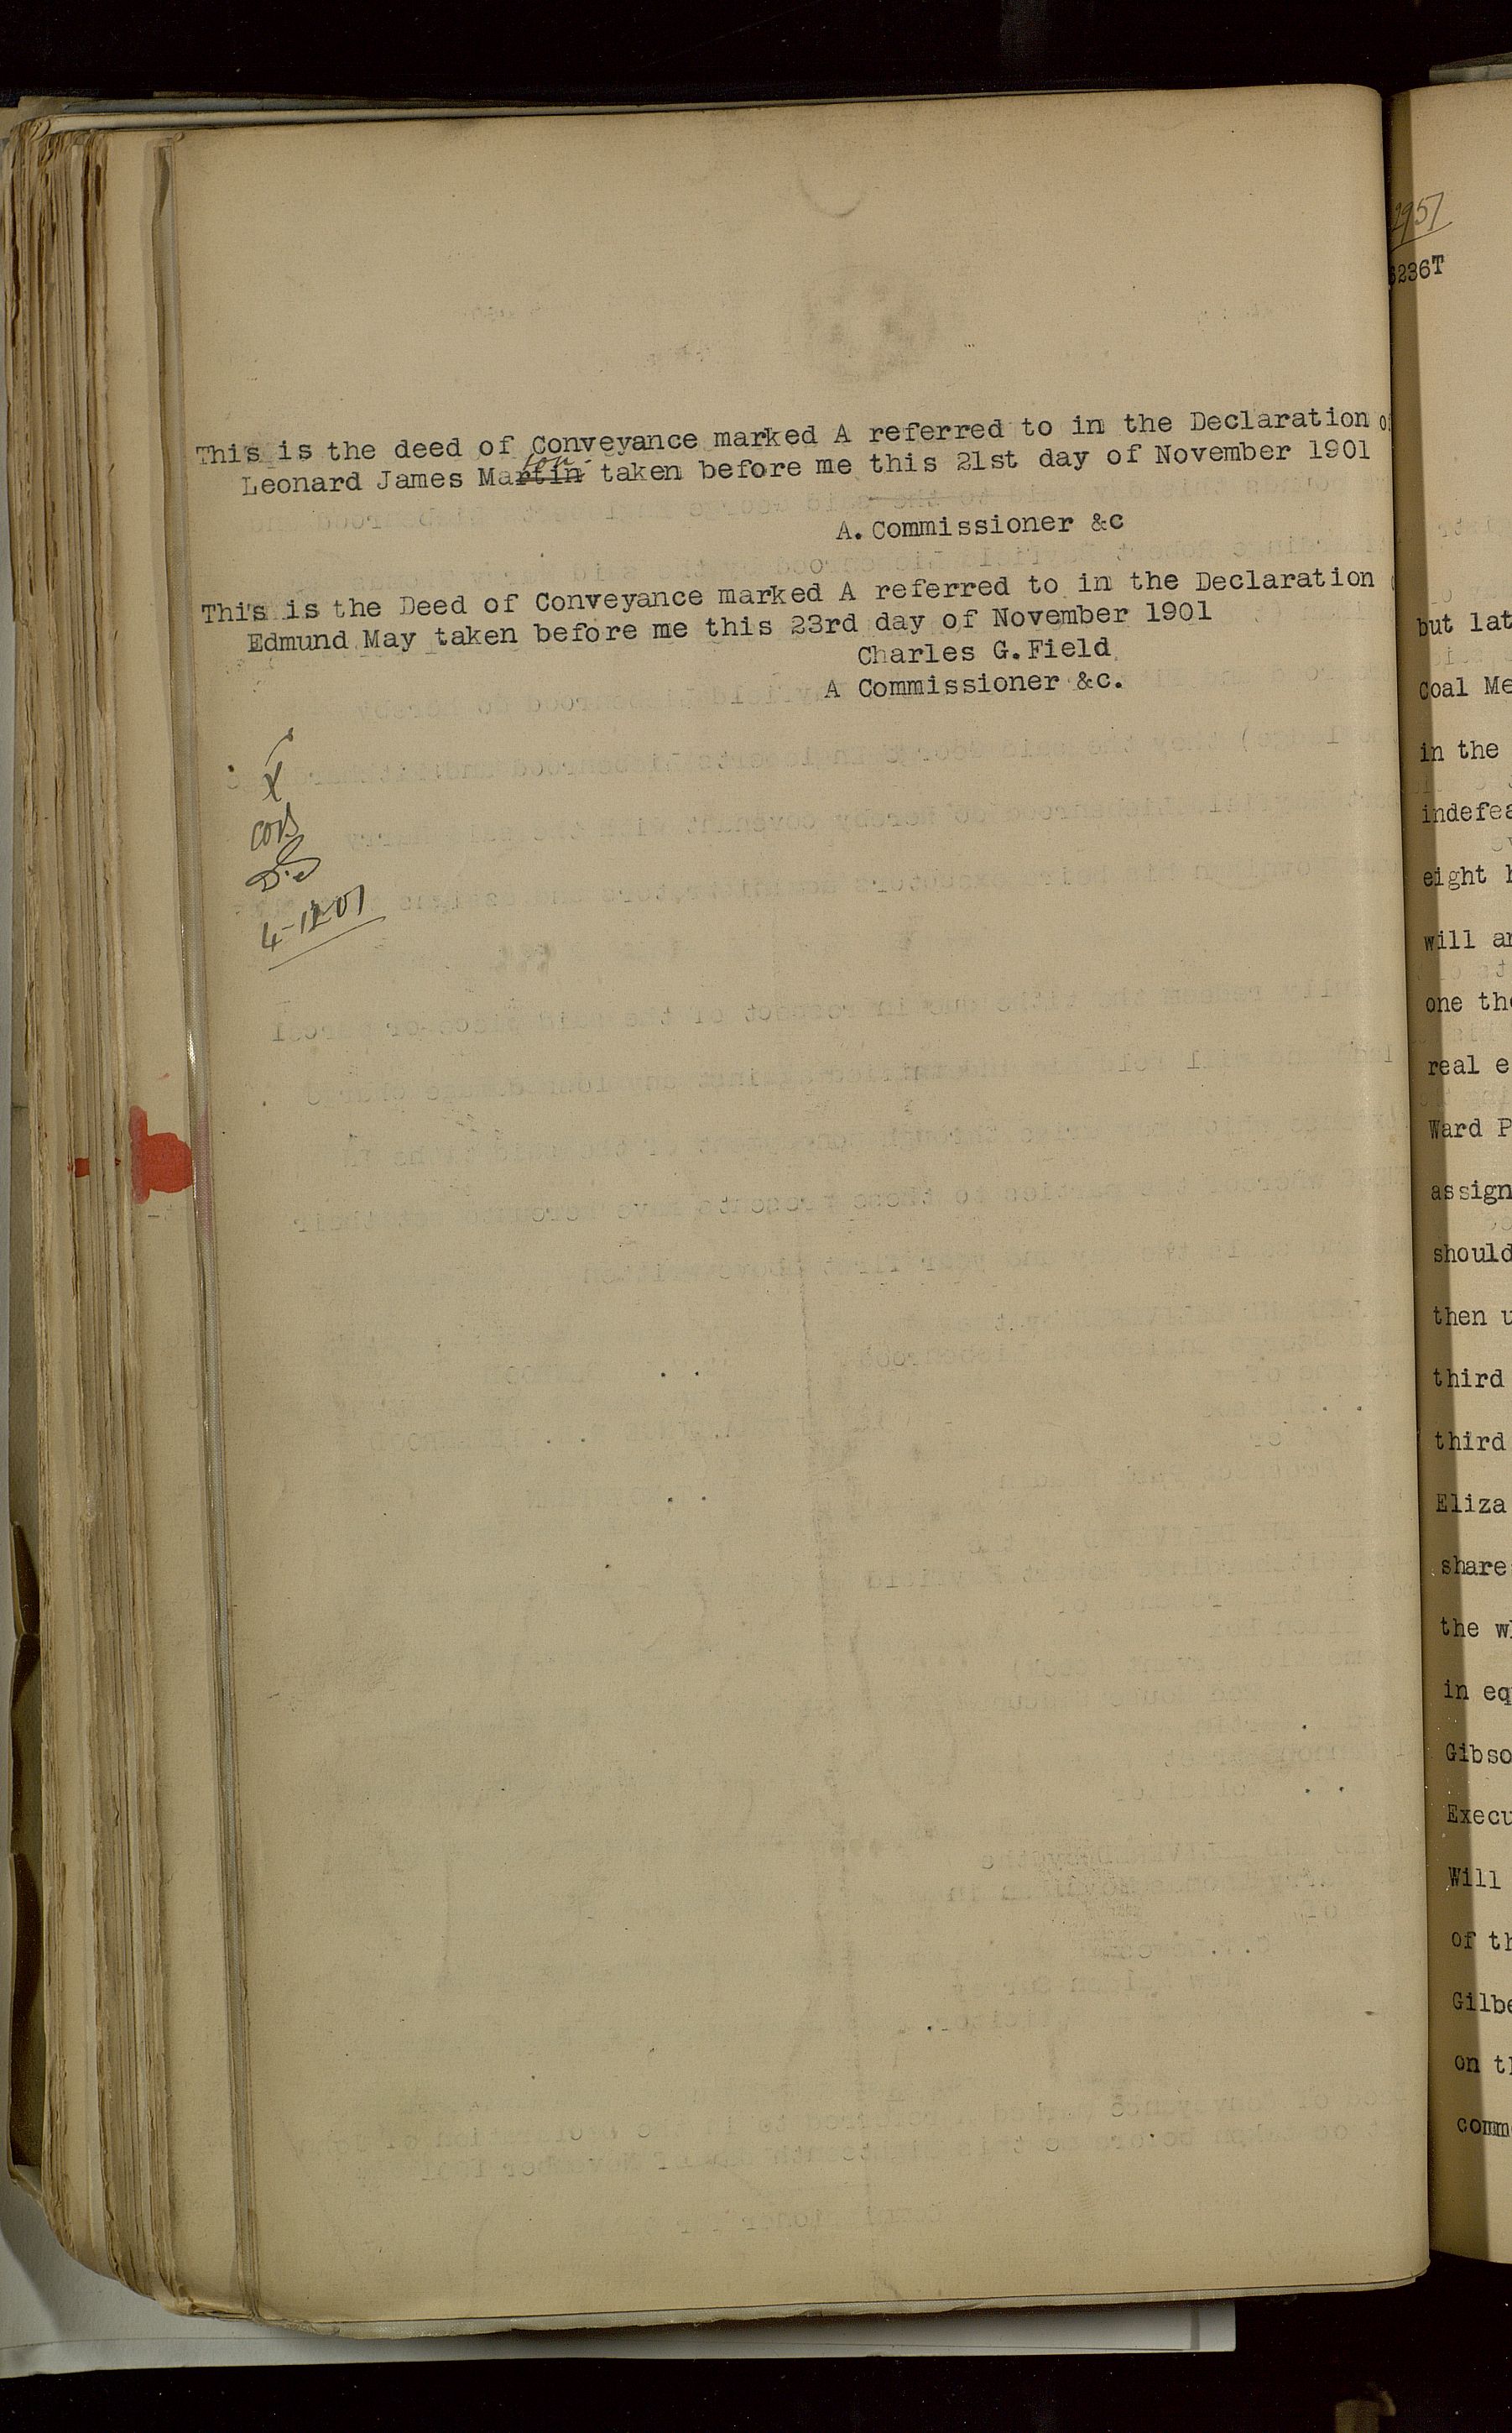 This is the deed of Conveyance marked A referred to in the Declaration of
Leonard James Martin taken before me this 21st day of November 1901
A. Commissioner &c
This is the Deed of Conveyance marked A referred to in the Declaration
Edmund May taken before me this 23rd day of November 1901
Charles G. Field
A Commissioner &c.
X
4-12-01
2957
6236T
but lat
Coal Me
in the
indefea
eight h
will an
one tho
real e
Ward P
assign
should
then u
third
third
Eliza
share
the wh
in eq
Gibso
Execu
Will
of th
Gilbe
on th
comm